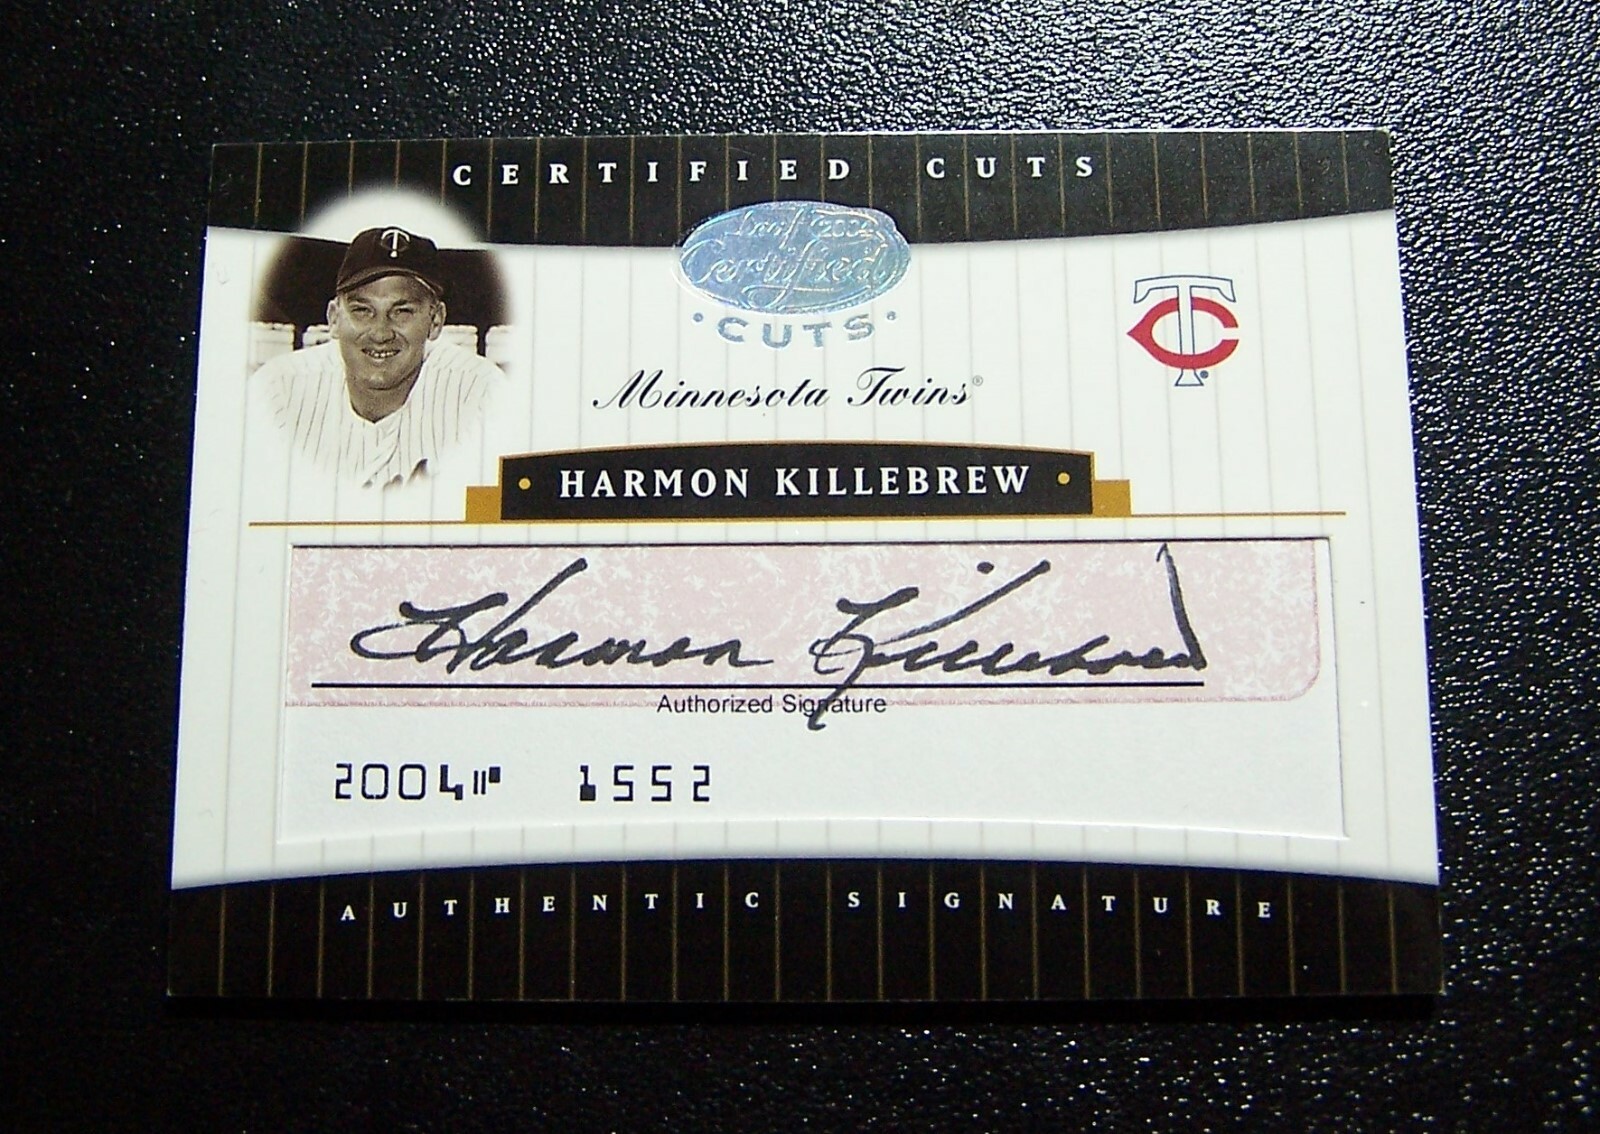 CERTIFIED CUTS
Leaf 2004
Certified
·CUTS·
TC
Minnesota Twins®
• HARMON KILLEBREW •
Harmon Killebrew
Authorized Signature
2004⑈ 1552
AUTHENTIC SIGNATURE